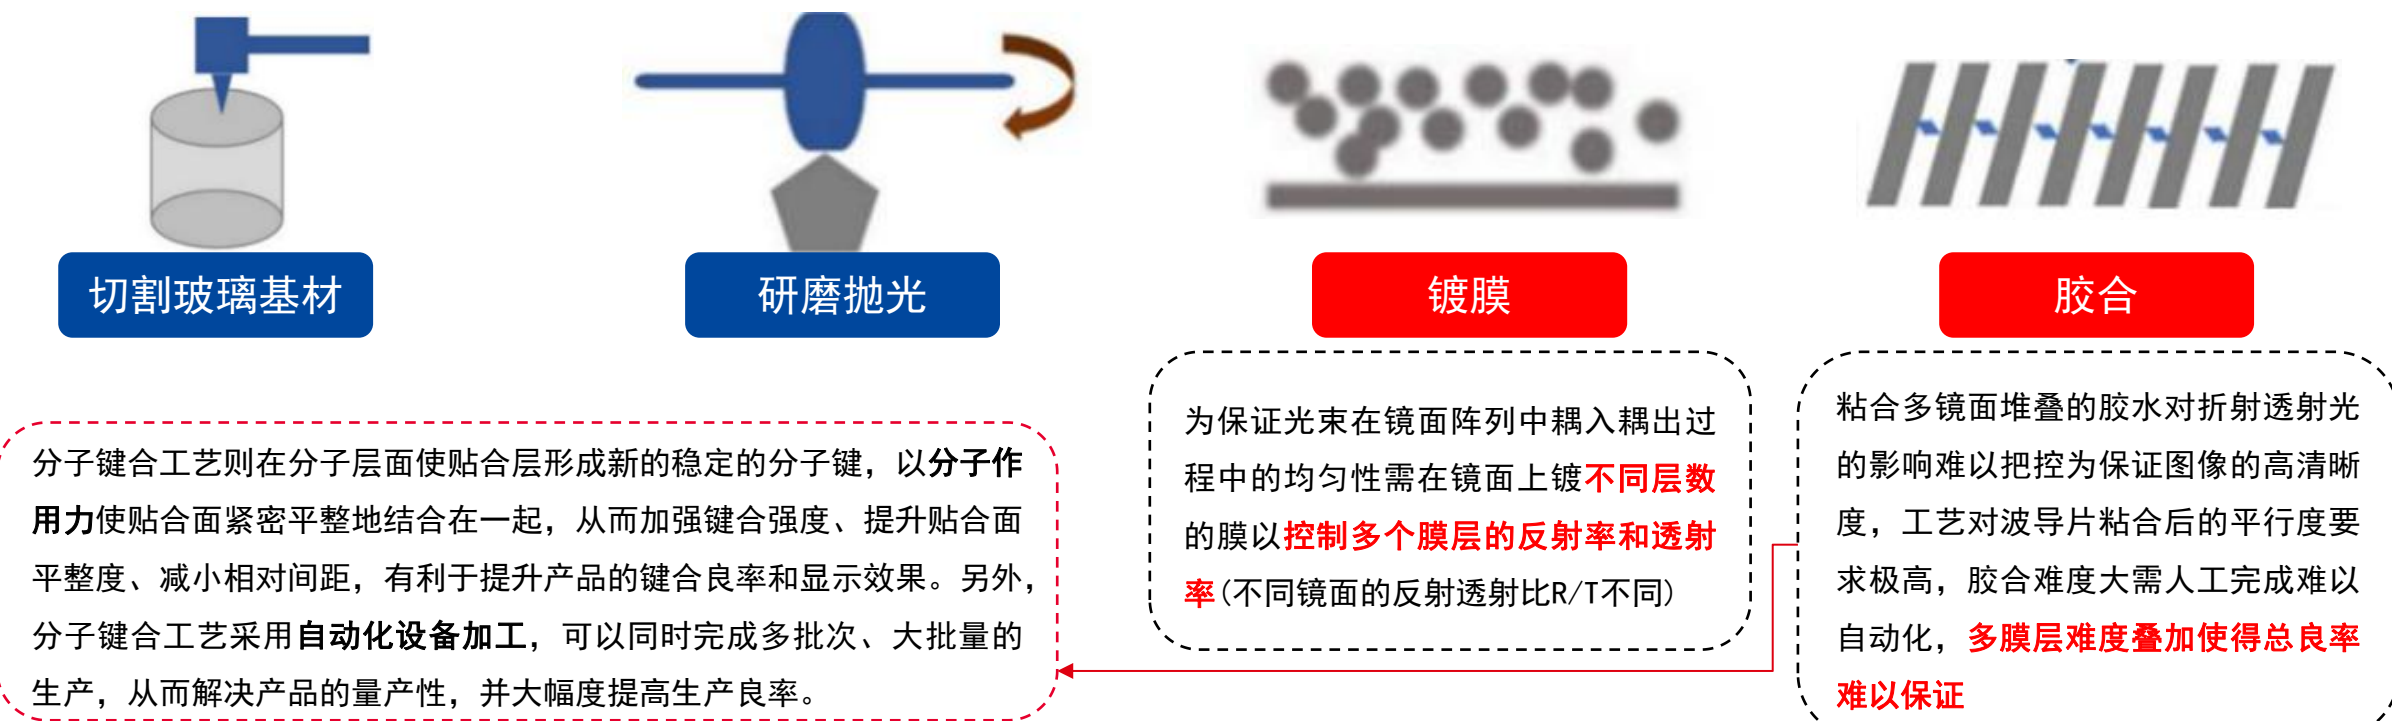 切割玻璃基材
研磨抛光
镀膜
胶合
分子键合工艺则在分子层面使贴合层形成新的稳定的分子键，以分子作
用力使贴合面紧密平整地结合在一起，从而加强键合强度、提升贴合面
平整度、减小相对间距，有利于提升产品的键合良率和显示效果。另外，
分子键合工艺采用自动化设备加工，可以同时完成多批次、大批量的
生产，从而解决产品的量产性，并大幅度提高生产良率。
为保证光束在镜面阵列中耦入耦出过
程中的均匀性需在镜面上镀不同层数
的膜以控制多个膜层的反射率和透射
率(不同镜面的反射透射比R/T不同)
粘合多镜面堆叠的胶水对折射透射光
的影响难以把控为保证图像的高清晰
度，工艺对波导片粘合后的平行度要
求极高，胶合难度大需人工完成难以
自动化，多膜层难度叠加使得总良率
难以保证